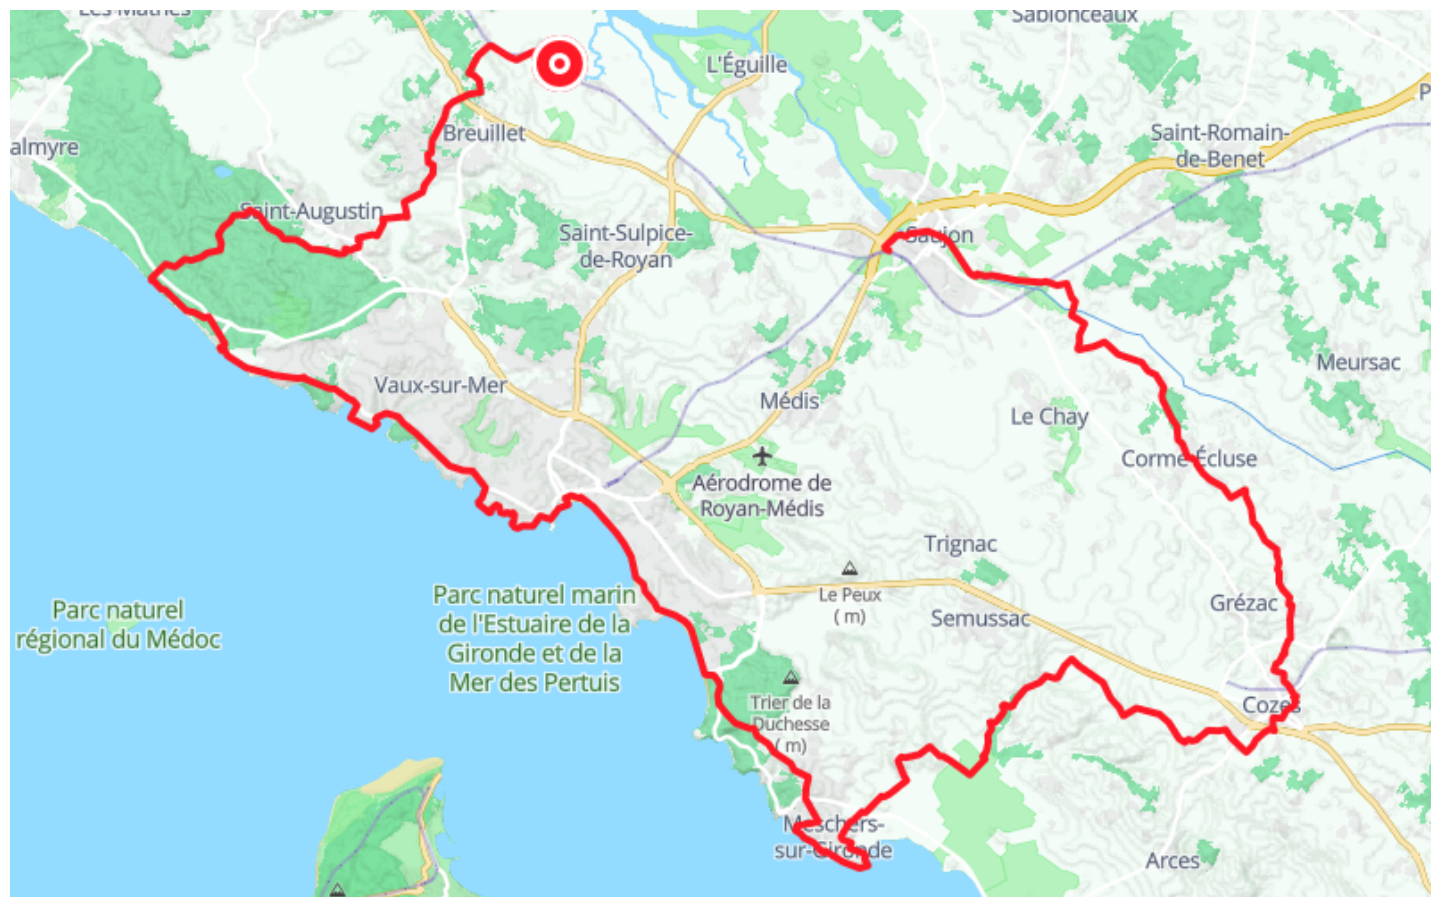 Les Mathes
Sablonceaux
L'Éguille
P
Breuillet
Saint-Romain-
de-Benet
almyre
Saint-Augustin
Saint-Sulpice-
de-Royan
Saujon
Meursac
Vaux-sur-Mer
Médis
Le Chay
Corme-Écluse
Aérodrome de
Royan-Médis
Trignac
Le Peux
( m)
Semussac
Grézac
Parc naturel
régional du Médoc
Parc naturel marin
de l'Estuaire de la
Gironde et de la
Mer des Pertuis
Trier de la
Duchesse
( m)
Cozes
Meschers-
sur-Gironde
Arces